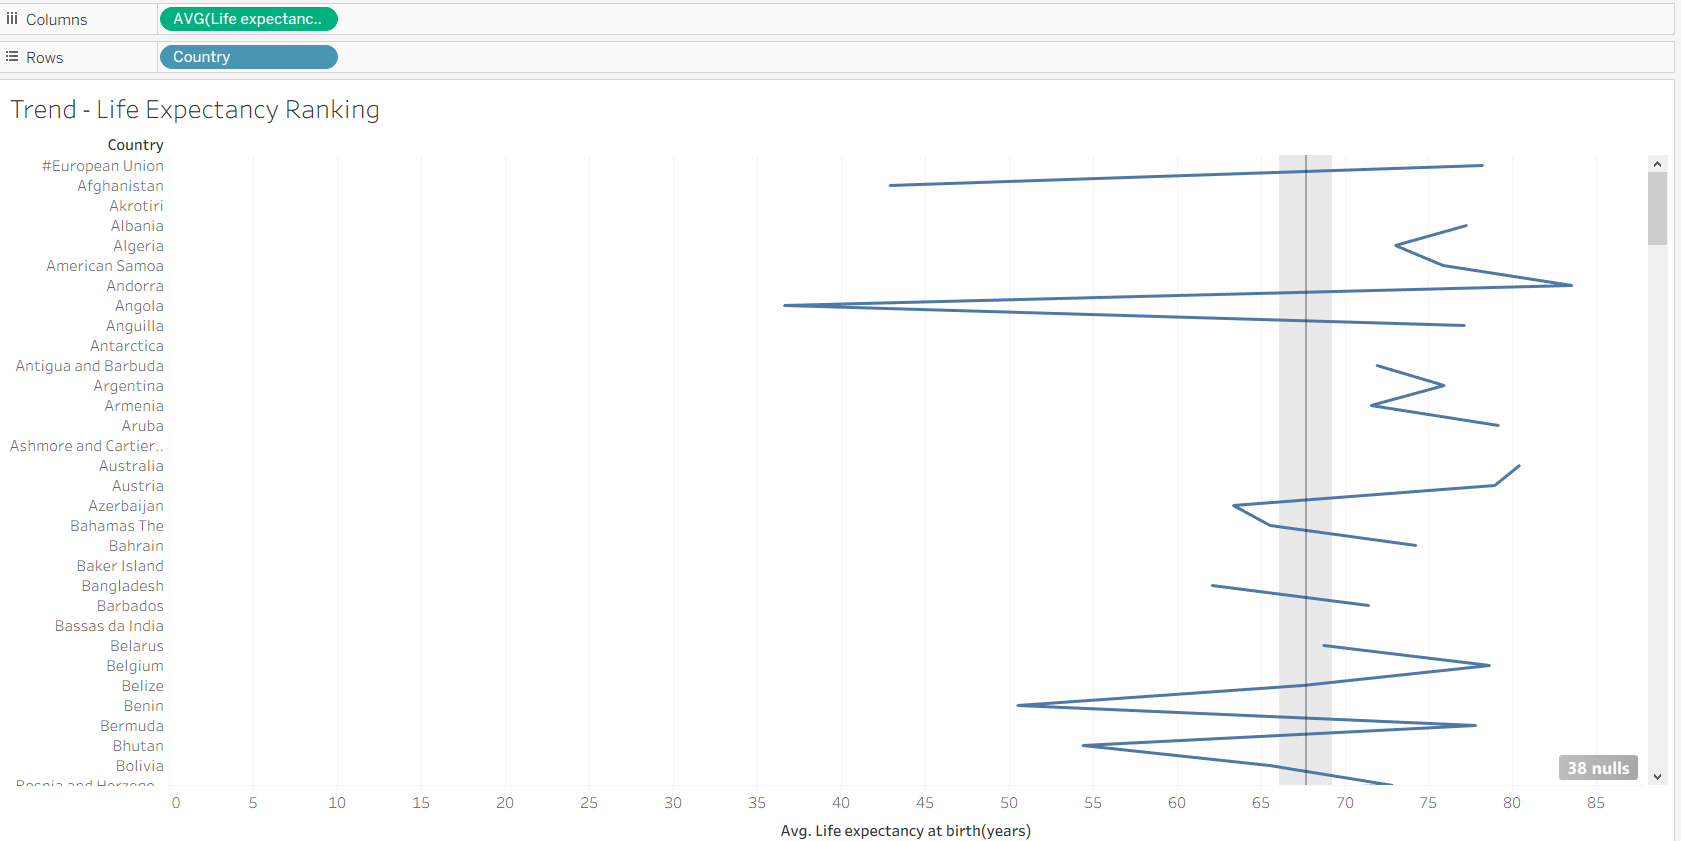 Columns
AVG(Life expectanc..
Rows
Country
Trend - Life Expectancy Ranking
Country
#European Union
Afghanistan
Akrotiri
Albania
Algeria
American Samoa
Andorra
Angola
Anguilla
Antarctica
Antigua and Barbuda
Argentina
Armenia
Aruba
Ashmore and Cartier..
Australia
Austria
Azerbaijan
Bahamas The
Bahrain
Baker Island
Bangladesh
Barbados
Bassas da India
Belarus
Belgium
Belize
Benin
Bermuda
Bhutan
Bolivia
Bosnia and Herzego..
38 nulls
0 5 10 15 20 25 30 35 40 45 50 55 60 65 70 75 80 85
Avg. Life expectancy at birth(years)